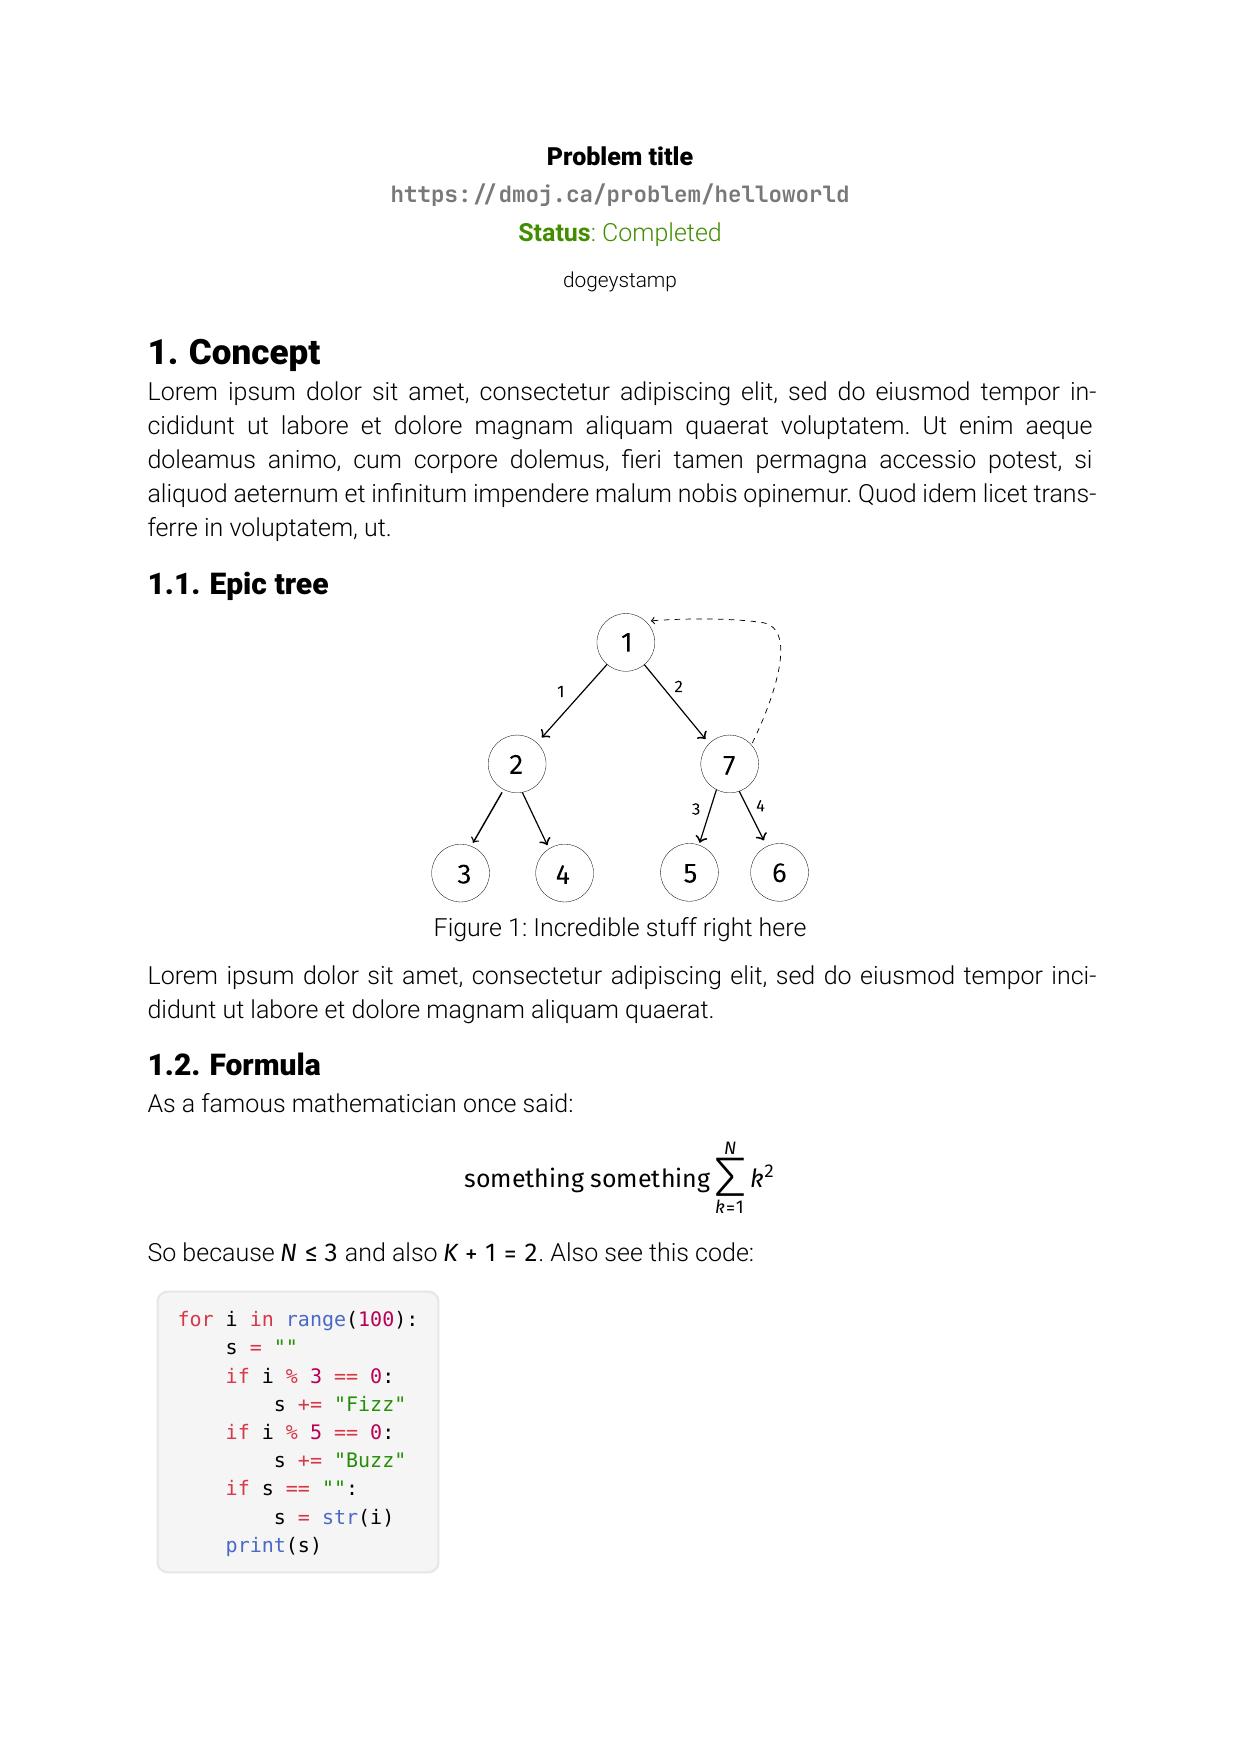 Problem title
https://dmoj.ca/problem/helloworld
Status: Completed
dogeystamp
1. Concept
Lorem ipsum dolor sit amet, consectetur adipiscing elit, sed do eiusmod tempor in-
cididunt ut labore et dolore magnam aliquam quaerat voluptatem. Ut enim aeque
doleamus animo, cum corpore dolemus, fieri tamen permagna accessio potest, si
aliquod aeternum et infinitum impendere malum nobis opinemur. Quod idem licet trans-
ferre in voluptatem, ut.
1.1. Epic tree
1
1 2
2 7
3 4
3 4 5 6
Figure 1: Incredible stuff right here
Lorem ipsum dolor sit amet, consectetur adipiscing elit, sed do eiusmod tempor inci-
didunt ut labore et dolore magnam aliquam quaerat.
1.2. Formula
As a famous mathematician once said:
something something ∑_{k=1}^{N} k²
So because N ≤ 3 and also K + 1 = 2. Also see this code:
for i in range(100):
    s = ""
    if i % 3 == 0:
        s += "Fizz"
    if i % 5 == 0:
        s += "Buzz"
    if s == "":
        s = str(i)
    print(s)